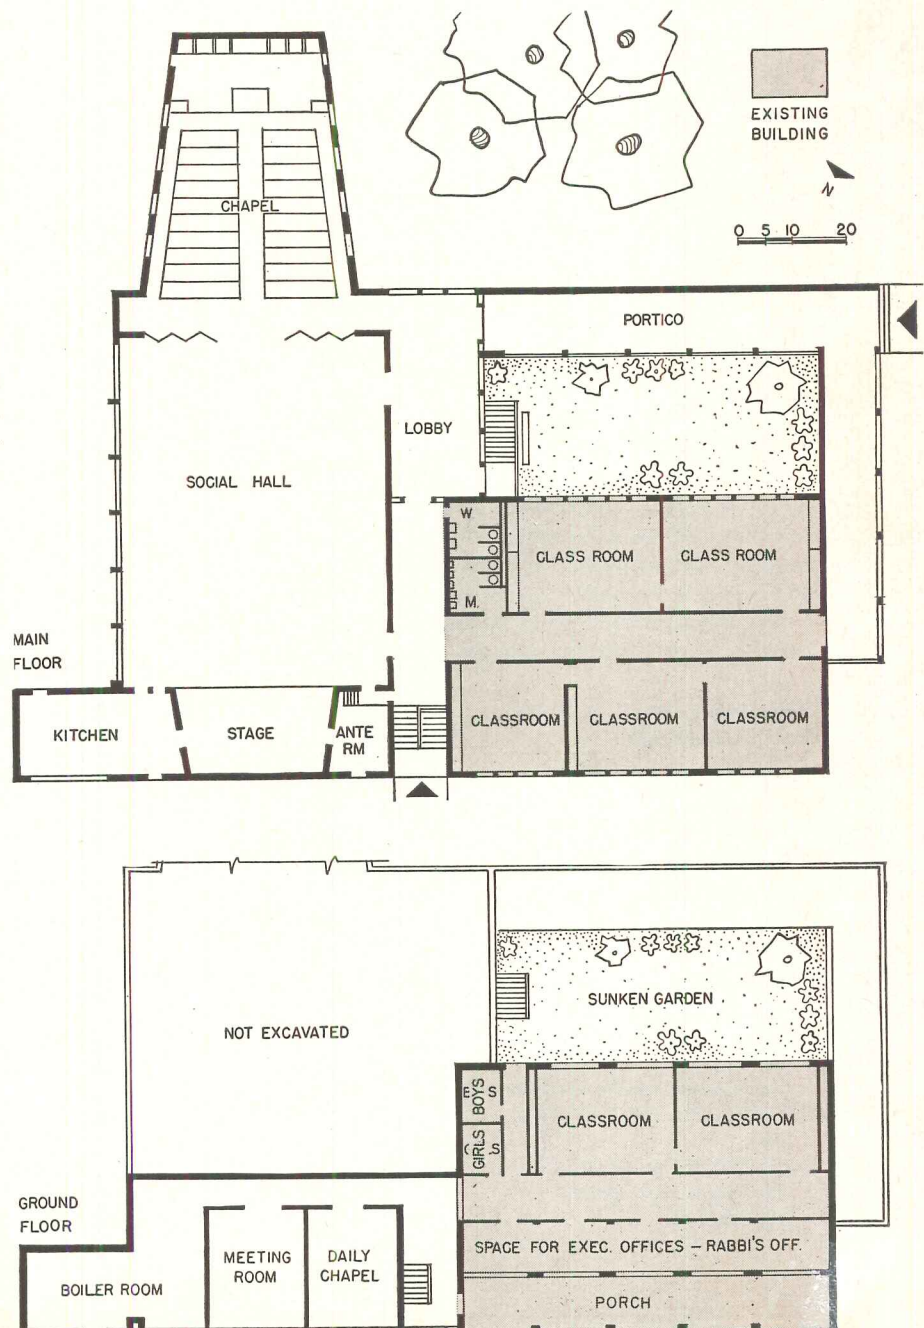 EXISTING
BUILDING
N
0 5 10 20
CHAPEL
PORTICO
LOBBY
SOCIAL HALL
W
CLASS ROOM
CLASS ROOM
M.
MAIN
FLOOR
KITCHEN
STAGE
ANTE
RM
CLASSROOM
CLASSROOM
CLASSROOM
SUNKEN GARDEN
NOT EXCAVATED
BOYS
GIRLS
CLASSROOM
CLASSROOM
GROUND
FLOOR
SPACE FOR EXEC. OFFICES – RABBI'S OFF.
MEETING
ROOM
DAILY
CHAPEL
BOILER ROOM
PORCH